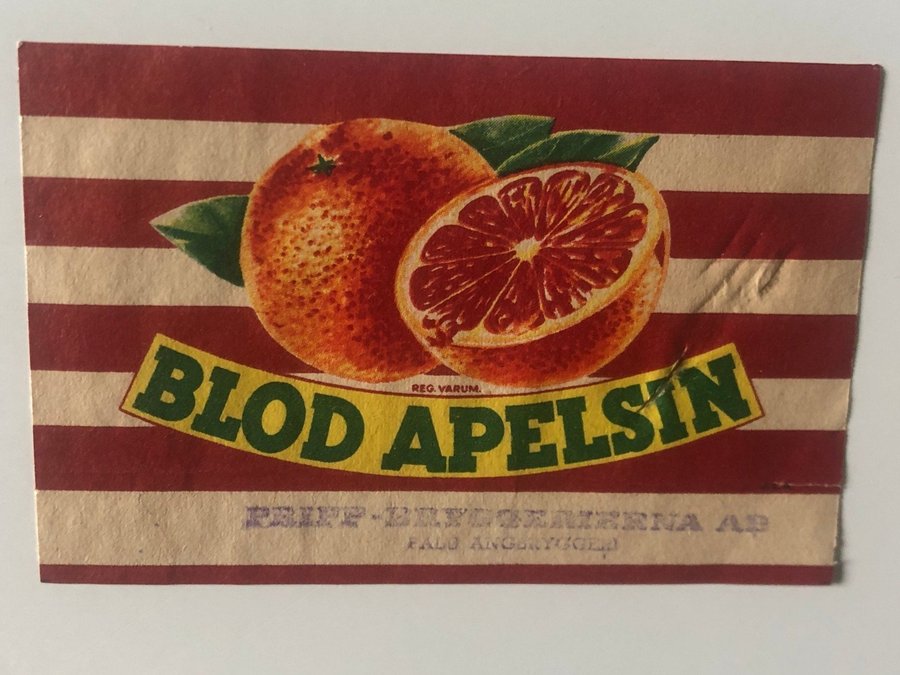 REG. VARUM.
BLOD APELSIN
PRIPP-BRYGGERIERNA AB
FALU ÅNGBRYGGERI